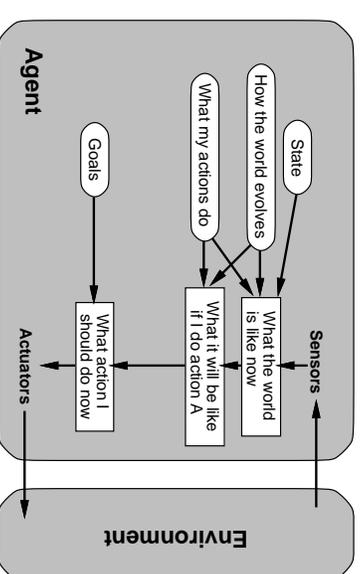 Sensors
State
How the world evolves
What my actions do
What the world
is like now
What it will be like
if I do action A
Goals
What action I
should do now
Agent
Actuators
Environment